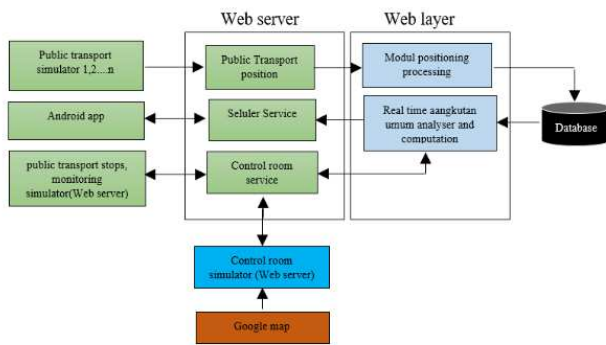 Web server
Web layer
Public transport
simulator 1,2....n
Public Transport
position
Modul positioning
processing
Android app
Seluler Service
Real time aangkutan
umum analyser and
computation
Database
public transport stops,
monitoring
simulator(Web server)
Control room
service
Control room
simulator (Web server)
Google map